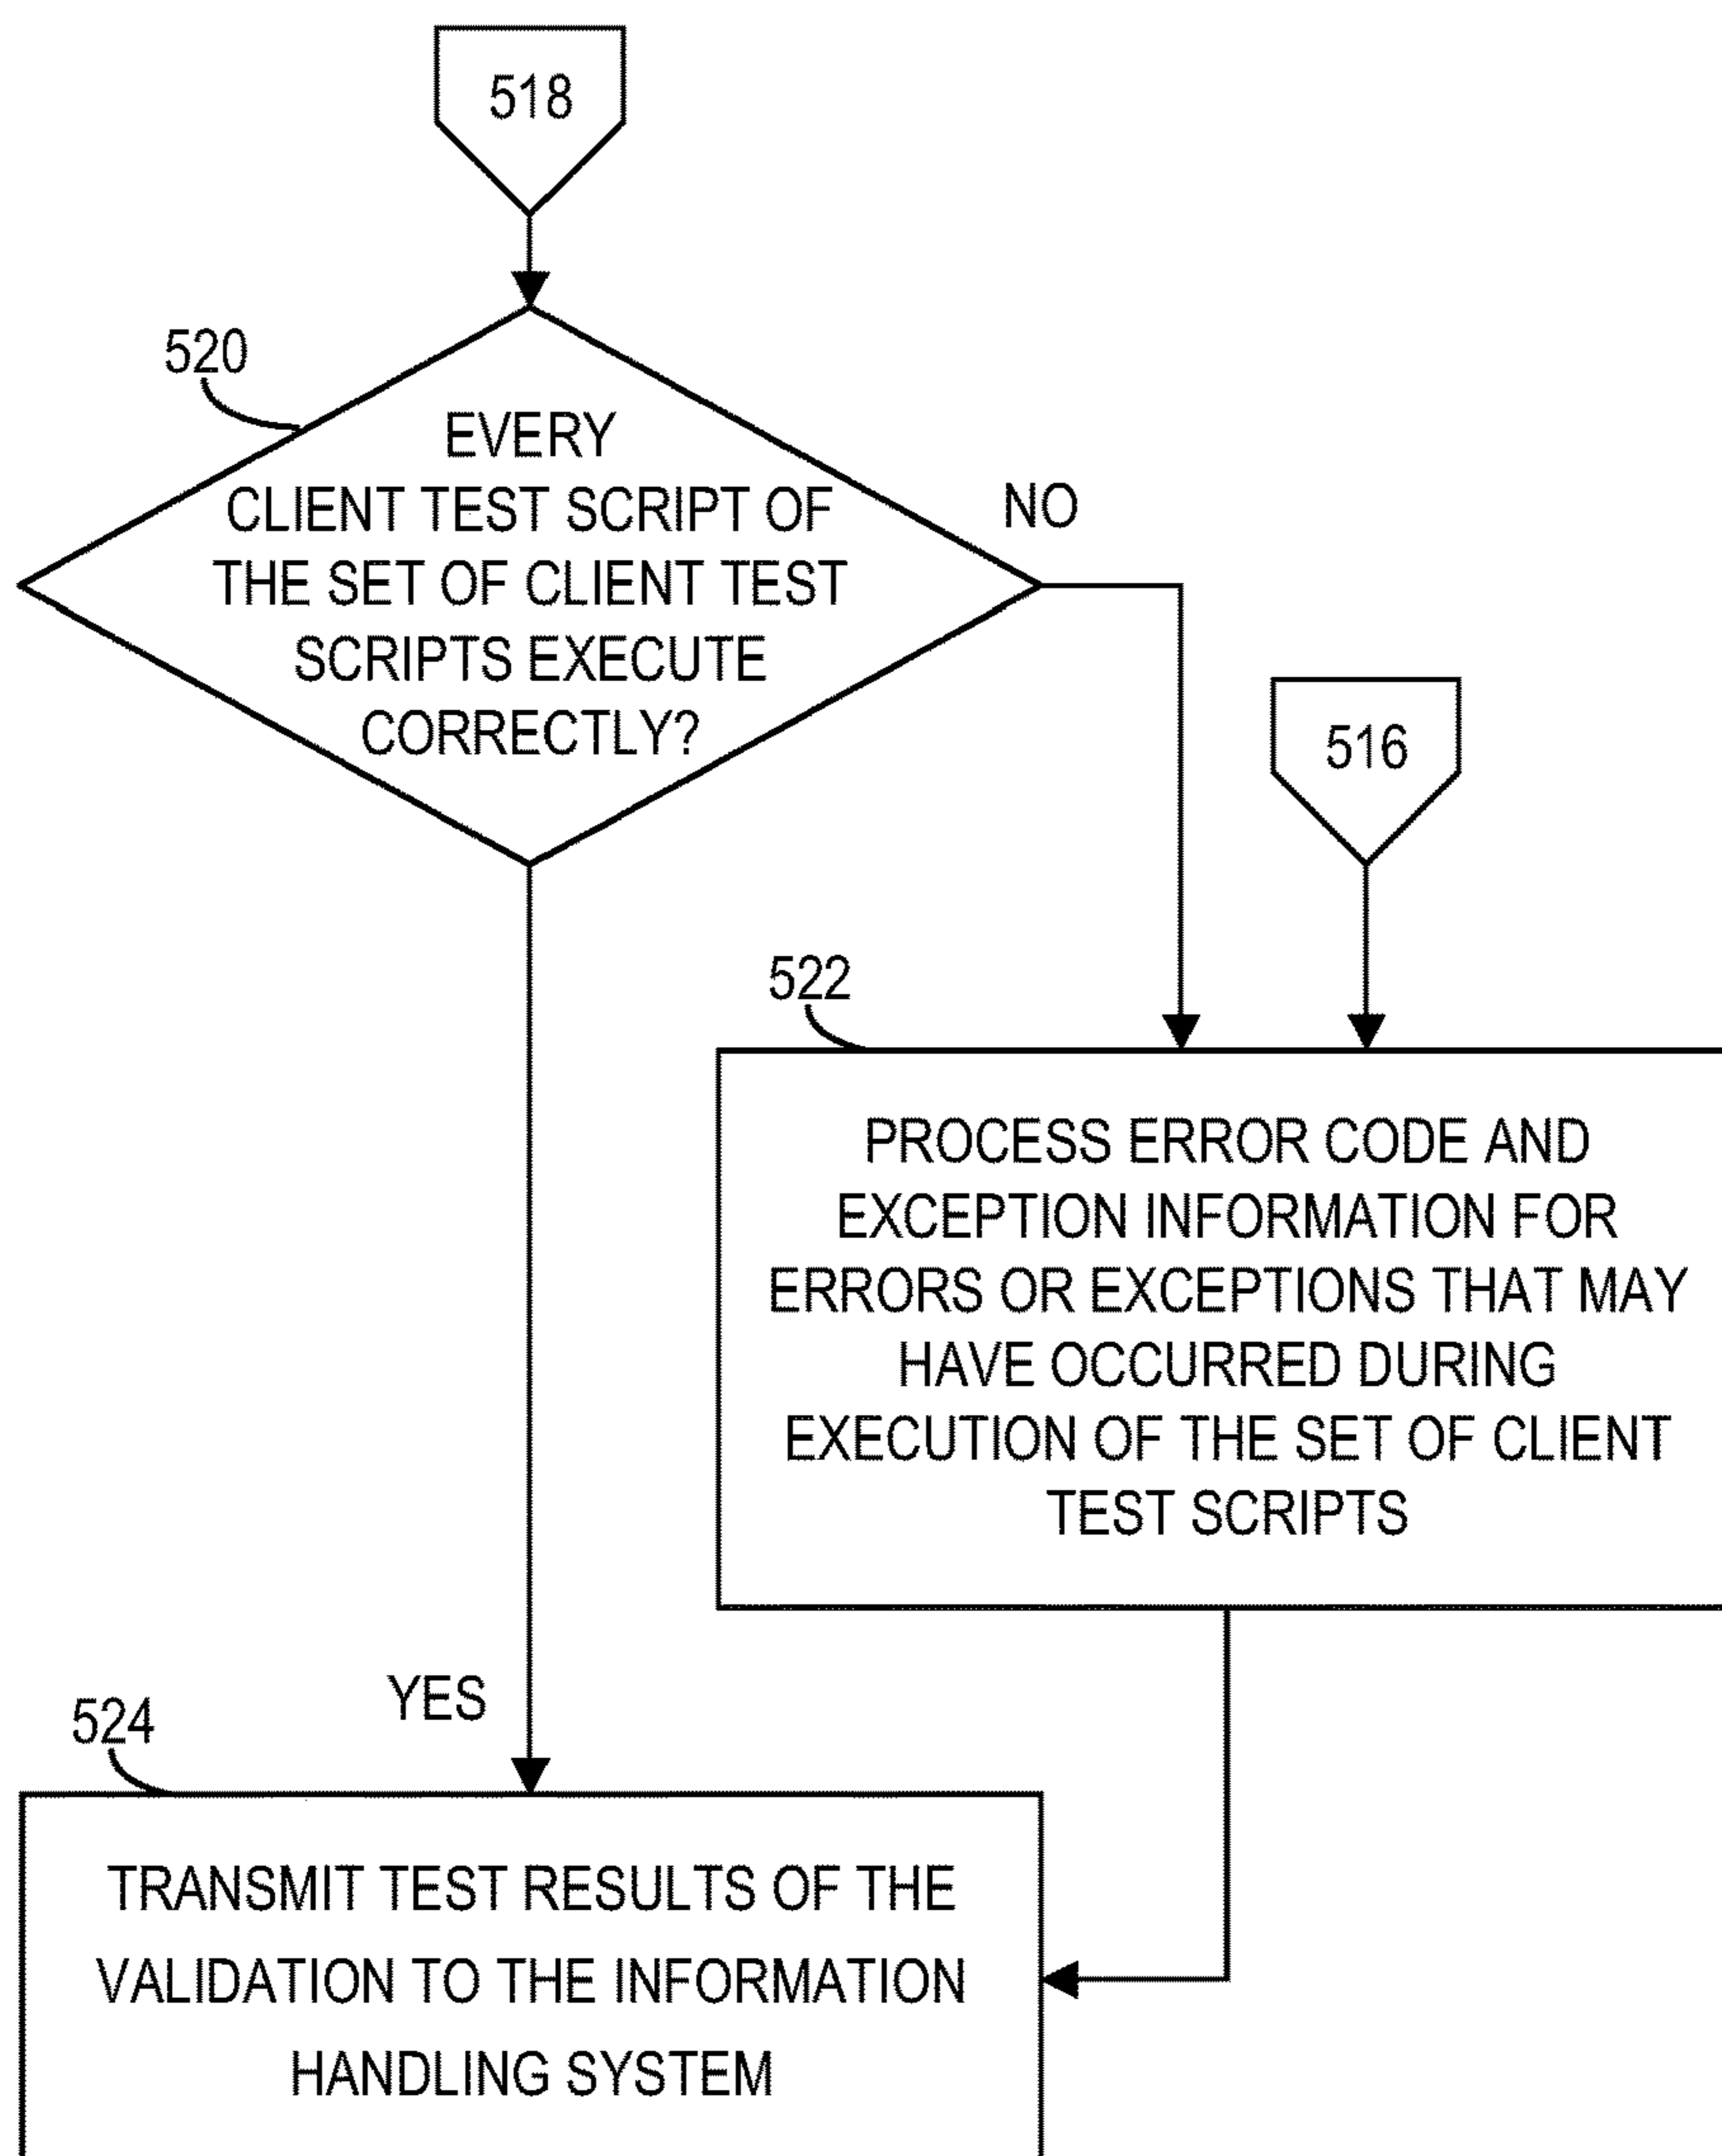 518
520
EVERY
CLIENT TEST SCRIPT OF
THE SET OF CLIENT TEST
SCRIPTS EXECUTE
CORRECTLY?
NO
516
522
PROCESS ERROR CODE AND
EXCEPTION INFORMATION FOR
ERRORS OR EXCEPTIONS THAT MAY
HAVE OCCURRED DURING
EXECUTION OF THE SET OF CLIENT
TEST SCRIPTS
YES
524
TRANSMIT TEST RESULTS OF THE
VALIDATION TO THE INFORMATION
HANDLING SYSTEM